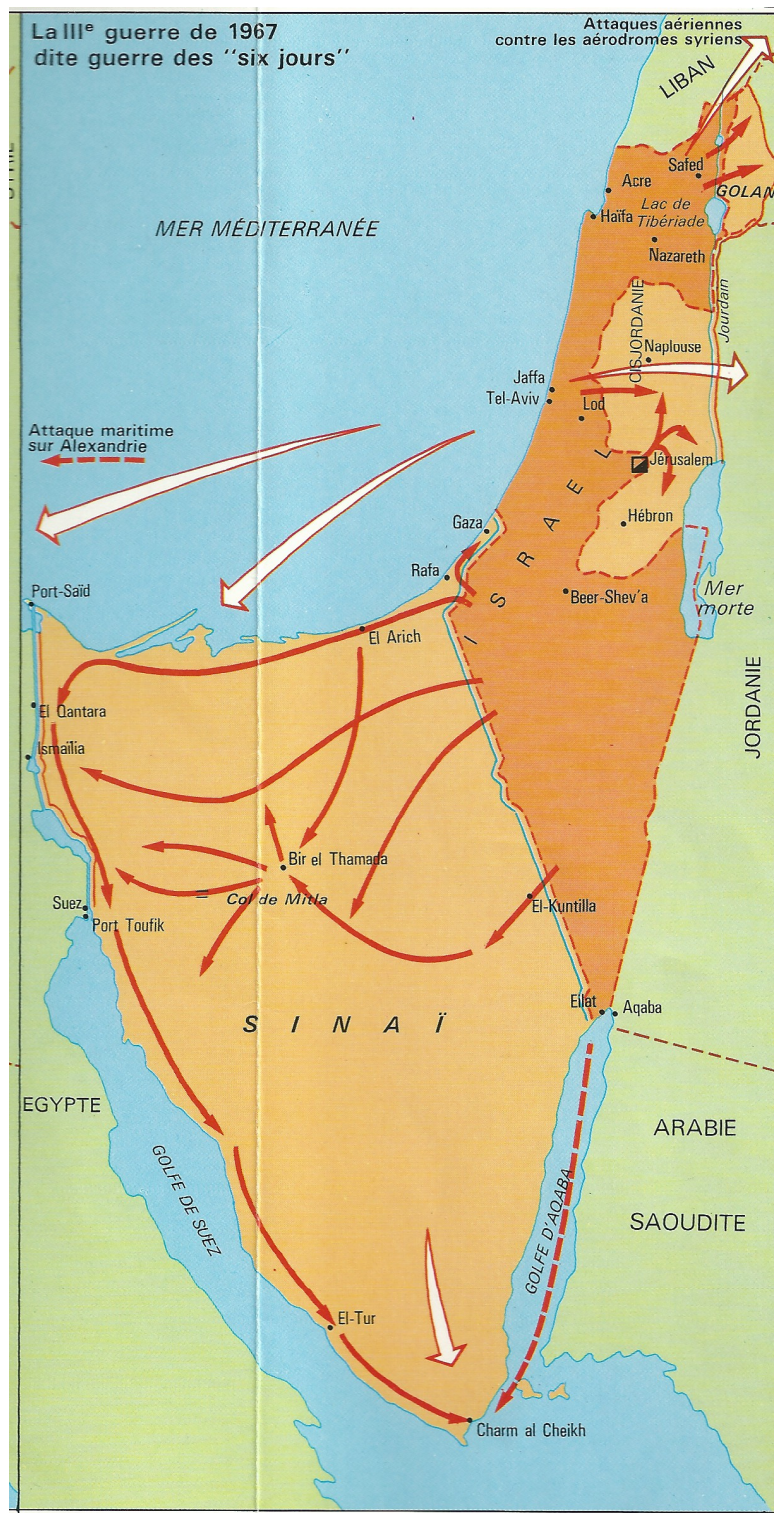 La IIIe guerre de 1967
dite guerre des "six jours"
Attaques aériennes
contre les aérodromes syriens
LIBAN
Safed
GOLAN
Acre
Lac de
Tibériade
Haïfa
MER MÉDITERRANÉE
Nazareth
CISJORDANIE
Jourdain
Naplouse
Jaffa
Tel-Aviv
Lod
Attaque maritime
sur Alexandrie
Jérusalem
ISRAEL
Gaza
Hébron
Rafa
Port-Saïd
Beer-Shev'a
Mer
morte
El Arich
JORDANIE
El Qantara
Ismaïlia
Bir el Thamada
Col de Mitla
Suez
Port Toufik
El-Kuntilla
Eilat
Aqaba
SINAÏ
EGYPTE
ARABIE
SAOUDITE
GOLFE DE SUEZ
GOLFE D'AQABA
El-Tur
Charm al Cheikh